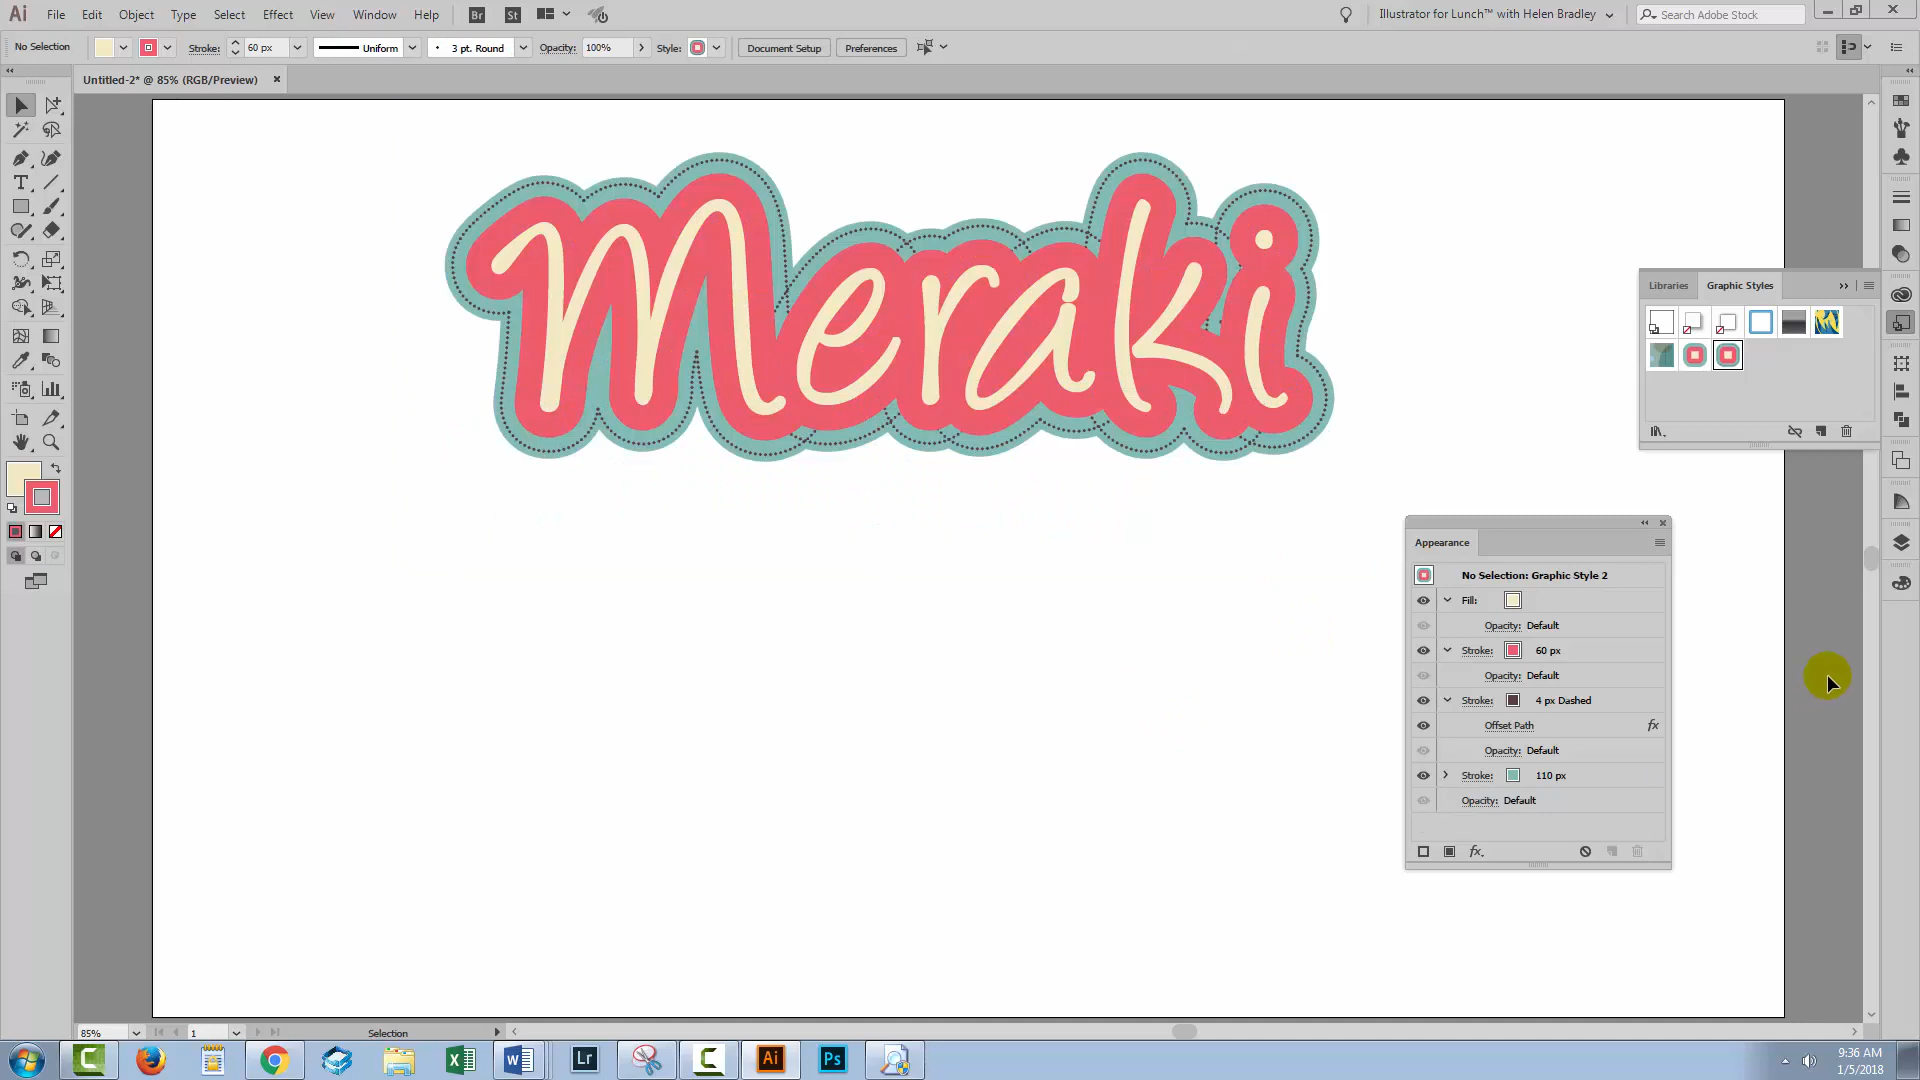 Ai File Edit Object Type Select Effect View Window Help Br St Illustrator for Lunch™ with Helen Bradley Search Adobe Stock
No Selection Stroke: 60 px Uniform 3 pt. Round Opacity: 100% Style: Document Setup Preferences
Untitled-2* @ 85% (RGB/Preview)
Meraki
Libraries Graphic Styles
Appearance
No Selection: Graphic Style 2
Fill:
Opacity: Default
Stroke: 60 px
Opacity: Default
Stroke: 4 px Dashed
Offset Path fx
Opacity: Default
Stroke: 110 px
Opacity: Default
fx.
85% 1 Selection
Lr Ai Ps
9:36 AM
1/5/2018